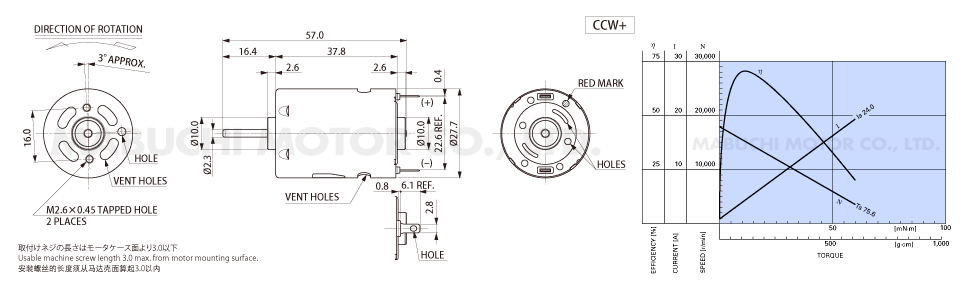 DIRECTION OF ROTATION
3° APPROX.
16.0
HOLE
VENT HOLES
M2.6×0.45 TAPPED HOLE
2 PLACES
取付けネジの長さはモータケース面より3.0以下
Usable machine screw length 3.0 max. from motor mounting surface.
安装螺丝的长度须从马达壳面算起3.0以内
57.0
16.4
37.8
2.6
2.6
0.4
(+)
(−)
Ø10.0
Ø2.3
Ø10.0
22.6 REF.
Ø27.7
VENT HOLES
0.8
6.1 REF.
2.8
HOLE
RED MARK
HOLES
MABUCHI MOTOR CO., LTD.
CCW+
η I N
75 30 30,000
50 20 20,000
25 10 10,000
η
I
Is 24.0
N
Ts 75.6
MABUCHI MOTOR CO., LTD.
50 [mN·m] 100
500 [g·cm] 1,000
TORQUE
EFFICIENCY [%]
CURRENT [A]
SPEED [r/min]